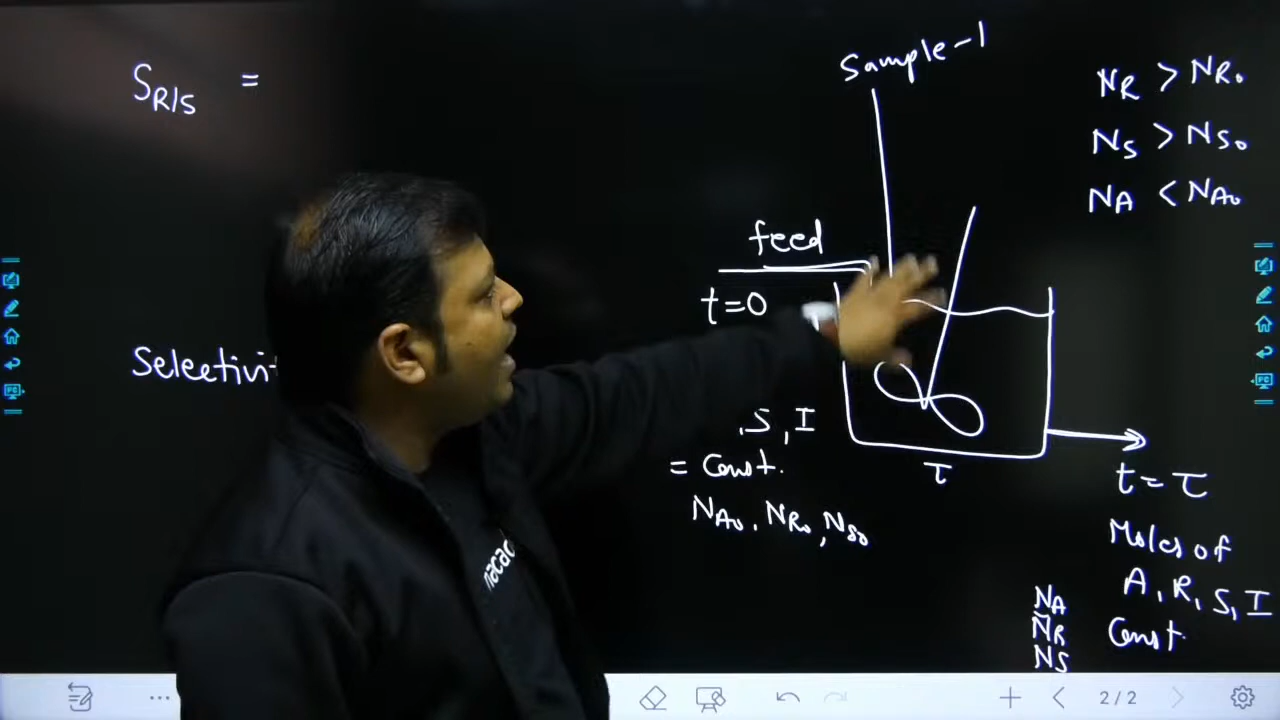 S_R/S =
Sample-1
N_R > N_R₀
N_S > N_S₀
N_A < N_A₀
feed
t=0
Selectivit
,S,I
= Const.
N_A₀, N_R₀, N_S₀
τ
t=τ
Moles of
A, R, S, I
Const.
N_A
N_R
N_S
2/2